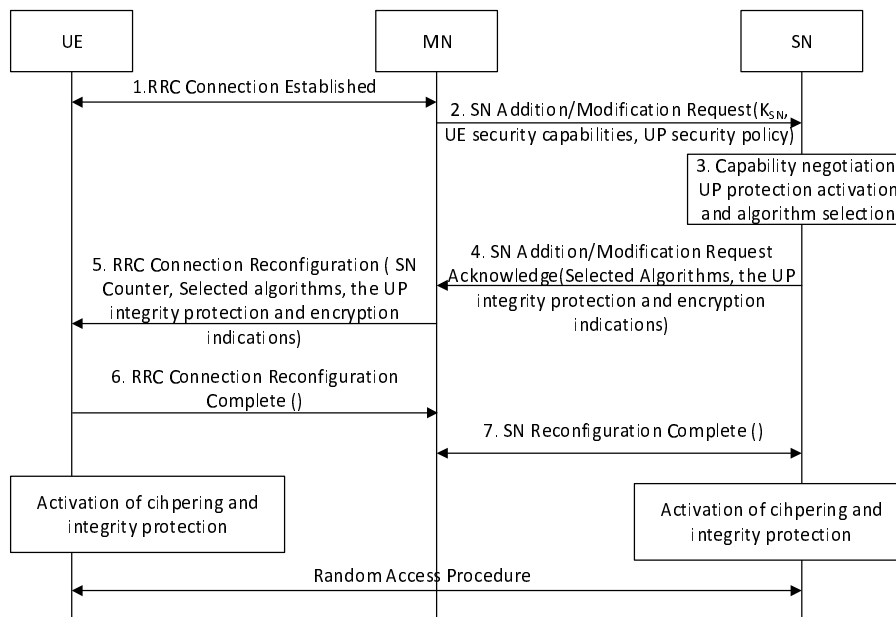 UE
MN
SN
1.RRC Connection Established
2. SN Addition/Modification Request(KSN,
UE security capabilities, UP security policy)
3. Capability negotiation
UP protection activation
and algorithm selection
4. SN Addition/Modification Request
Acknowledge(Selected Algorithms, the UP
integrity protection and encryption
indications)
5. RRC Connection Reconfiguration ( SN
Counter, Selected algorithms, the UP
integrity protection and encryption
indications)
6. RRC Connection Reconfiguration
Complete ()
7. SN Reconfiguration Complete ()
Activation of cihpering and
integrity protection
Activation of cihpering and
integrity protection
Random Access Procedure